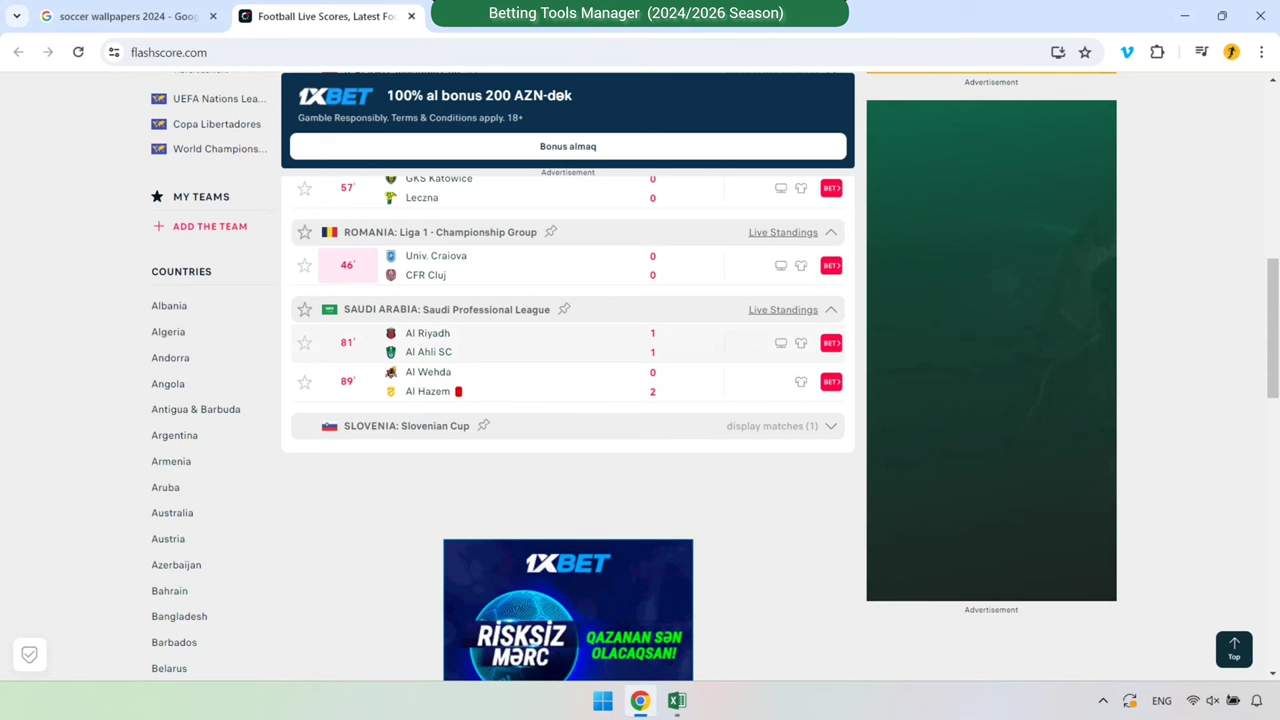 Betting Tools Manager (2024/2026 Season)
soccer wallpapers 2024 - Goog
Football Live Scores, Latest Foo
flashscore.com
UEFA Nations Lea...
Copa Libertadores
World Champions...
MY TEAMS
ADD THE TEAM
COUNTRIES
Albania
Algeria
Andorra
Angola
Antigua & Barbuda
Argentina
Armenia
Aruba
Australia
Austria
Azerbaijan
Bahrain
Bangladesh
Barbados
Belarus
1XBET 100% al bonus 200 AZN-dək
Gamble Responsibly. Terms & Conditions apply. 18+
Bonus almaq
Advertisement
57' GKS Katowice 0 BET
Leczna 0
ROMANIA: Liga 1 - Championship Group Live Standings
46' Univ. Craiova 0 BET
CFR Cluj 0
SAUDI ARABIA: Saudi Professional League Live Standings
81' Al Riyadh 1 BET
Al Ahli SC 1
89' Al Wehda 0 BET
Al Hazem 2
SLOVENIA: Slovenian Cup display matches (1)
1XBET
RİSKSİZ
MƏRC
QAZANAN SƏN
OLACAQSAN!
Advertisement
Advertisement
Top
ENG